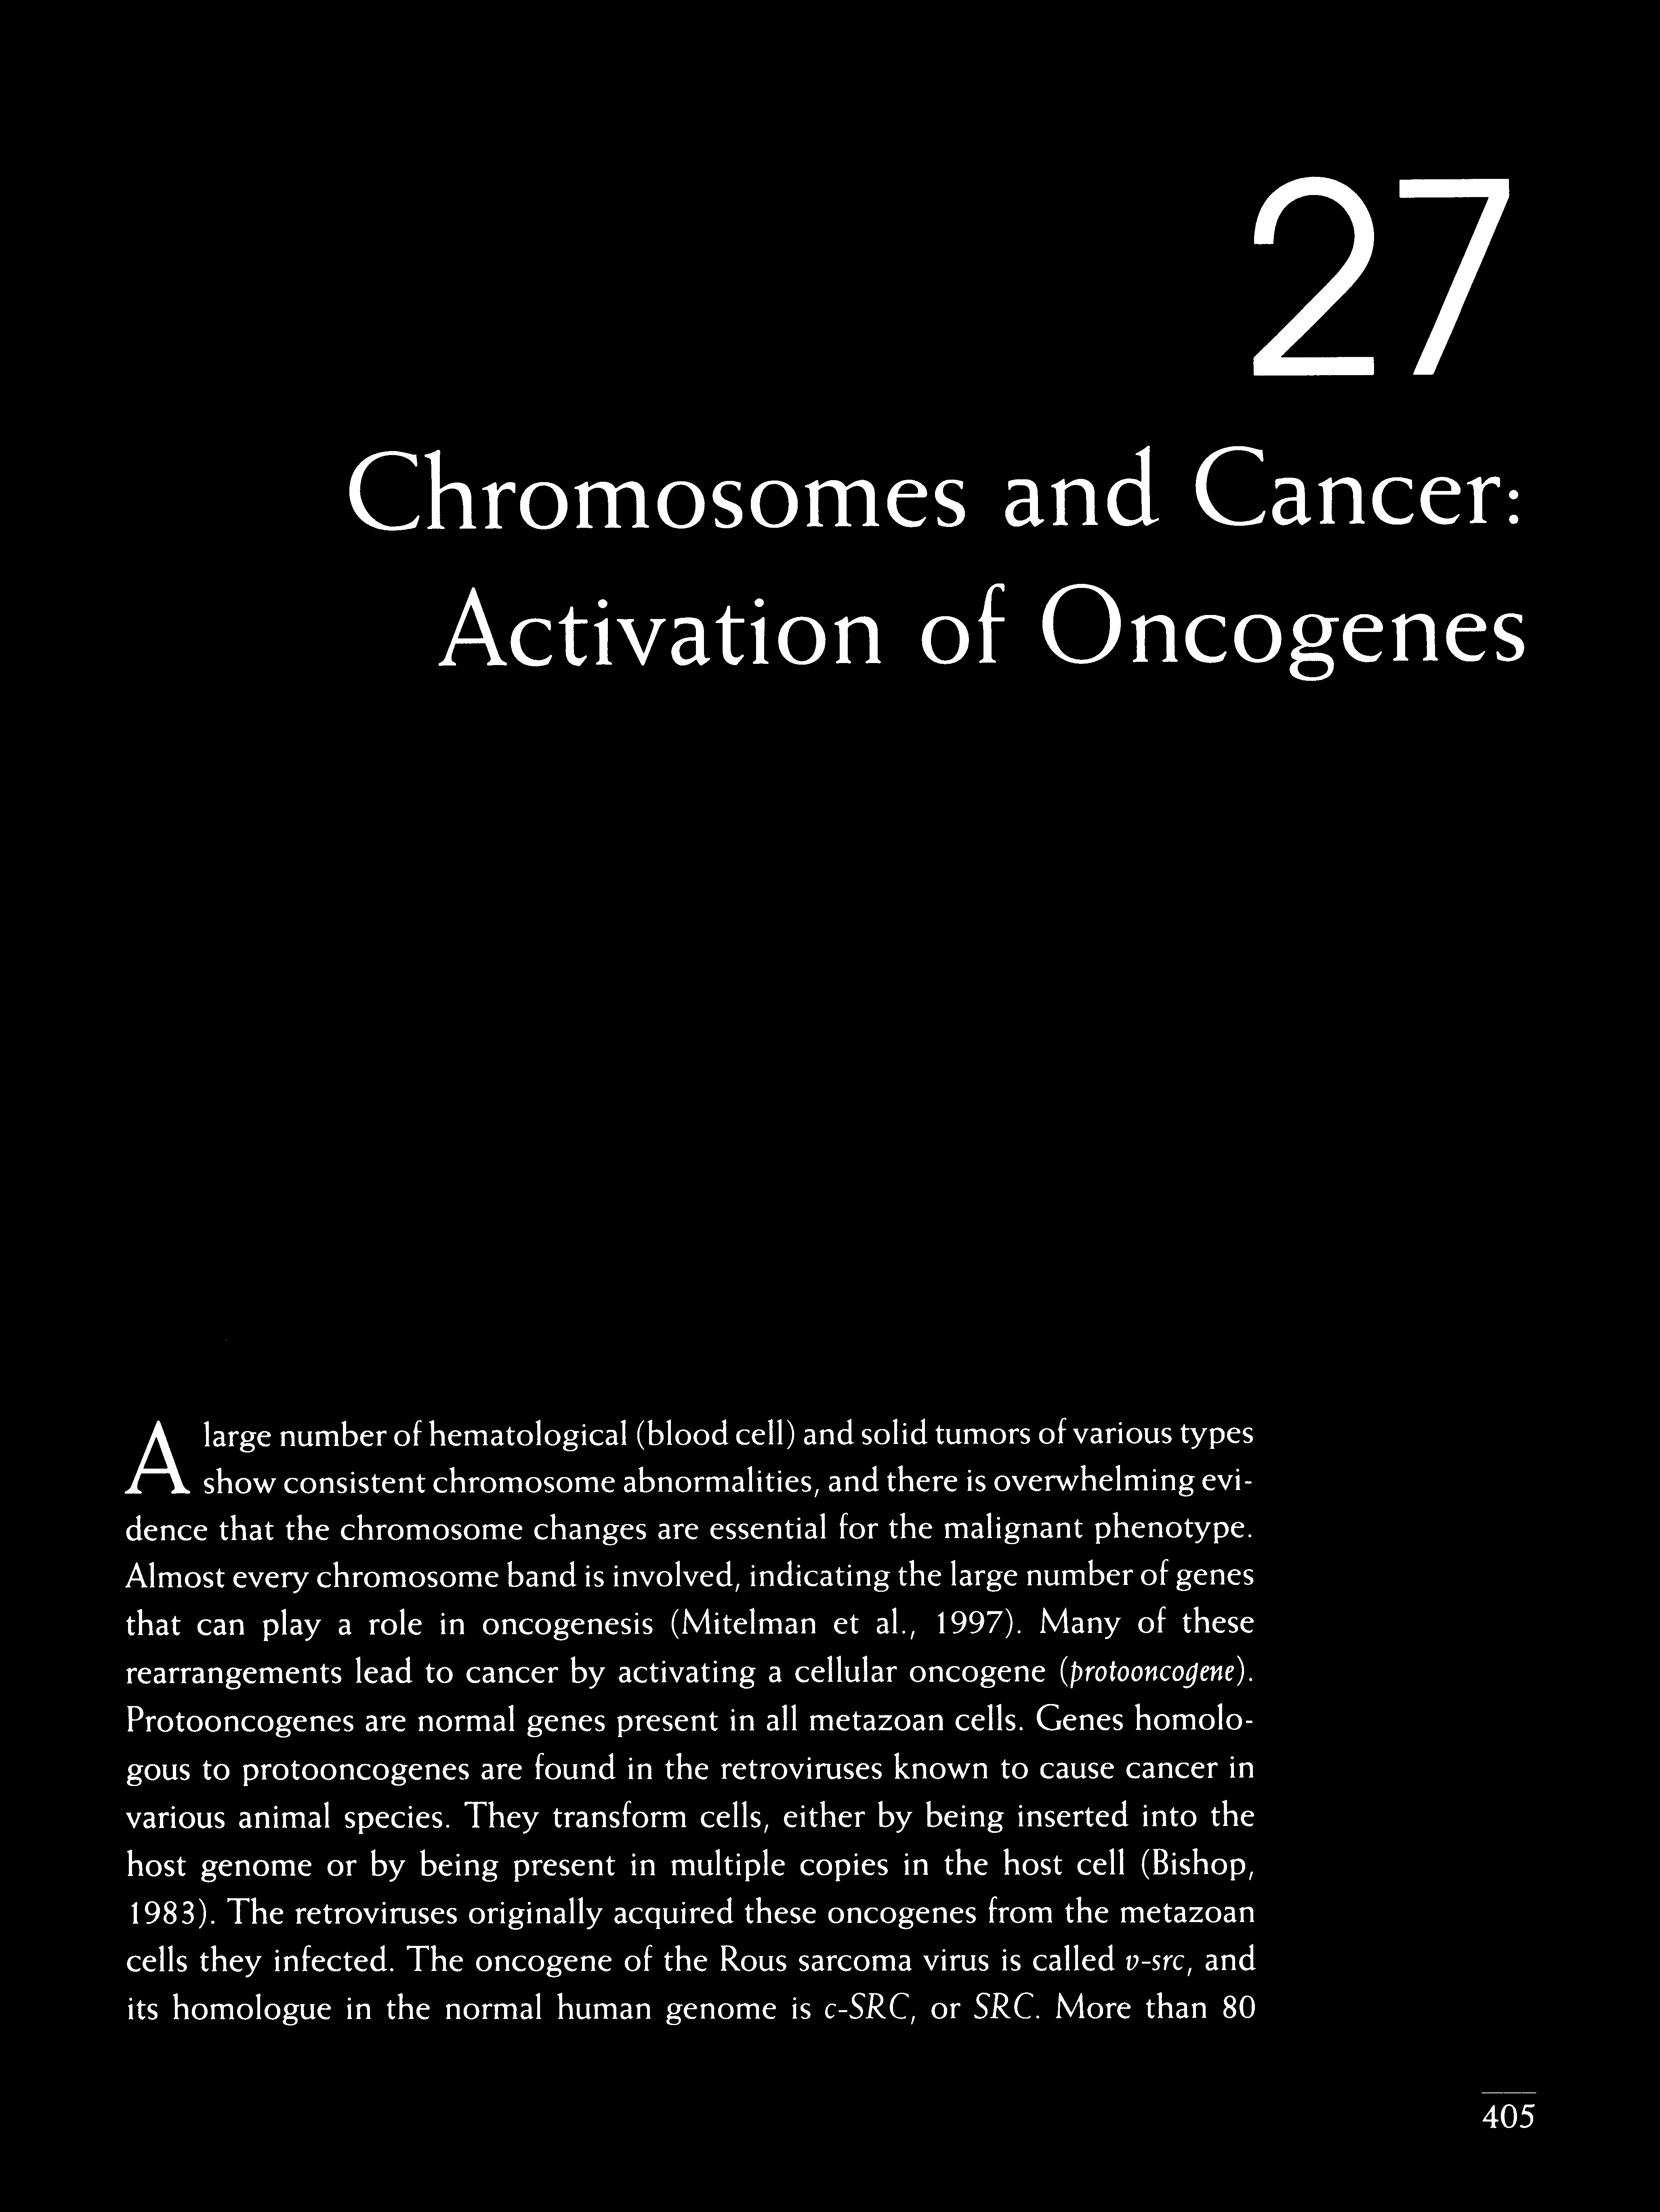 27
Chromosomes and Cancer:
Activation of Oncogenes
A large number of hematological (blood cell) and solid tumors of various types
show consistent chromosome abnormalities, and there is overwhelming evi-
dence that the chromosome changes are essential for the malignant phenotype.
Almost every chromosome band is involved, indicating the large number of genes
that can play a role in oncogenesis (Mitelman et al., 1997). Many of these
rearrangements lead to cancer by activating a cellular oncogene (protooncogene).
Protooncogenes are normal genes present in all metazoan cells. Genes homolo-
gous to protooncogenes are found in the retroviruses known to cause cancer in
various animal species. They transform cells, either by being inserted into the
host genome or by being present in multiple copies in the host cell (Bishop,
1983). The retroviruses originally acquired these oncogenes from the metazoan
cells they infected. The oncogene of the Rous sarcoma virus is called v-src, and
its homologue in the normal human genome is c-SRC, or SRC. More than 80
405